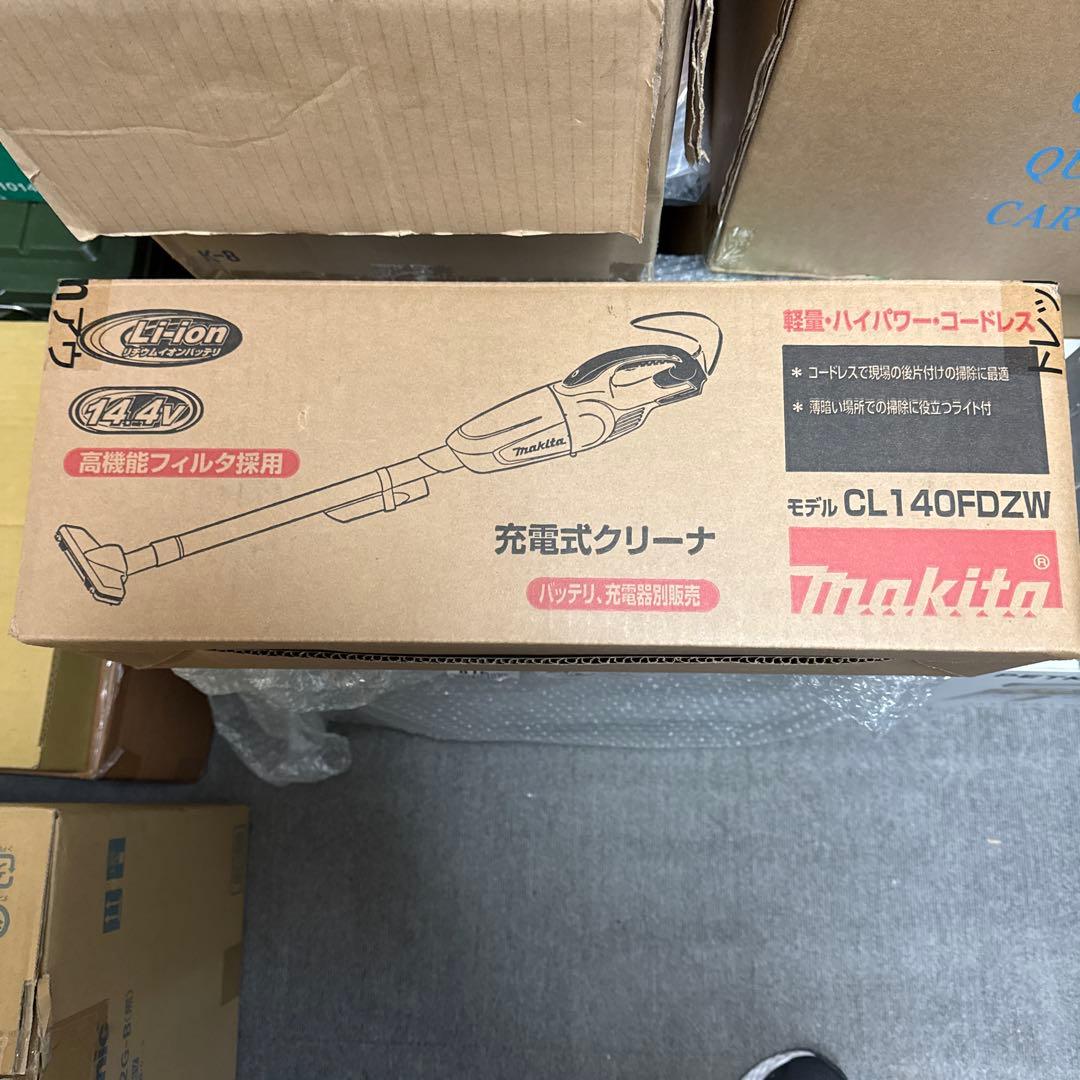 1014
K-8
QU
CAR
Li-ion
リチウムイオンバッテリ
14.4V
高機能フィルタ採用
makita
充電式クリーナ
バッテリ、充電器別販売
軽量・ハイパワー・コードレス
* コードレスで現場の後片付けの掃除に最適
* 薄暗い場所での掃除に役立つライト付
モデル CL140FDZW
makita®